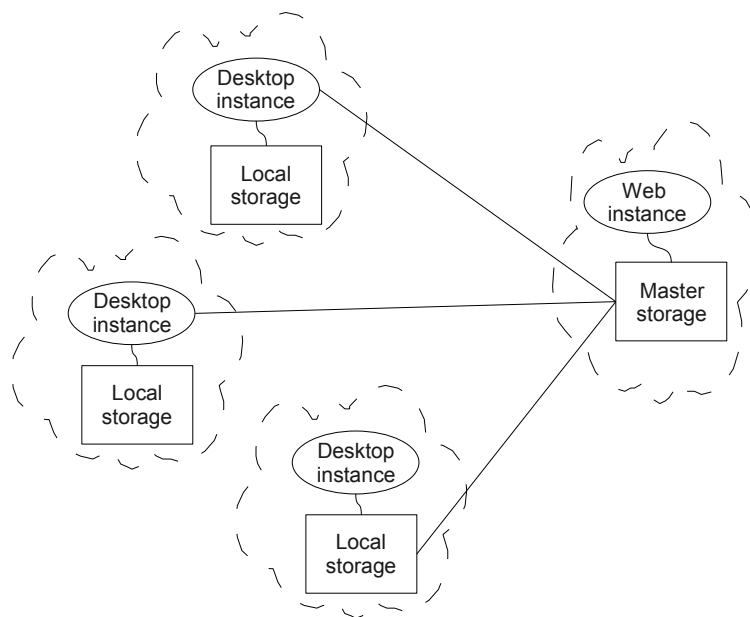 Desktop
instance
Local
storage
Web
instance
Master
storage
Desktop
instance
Local
storage
Desktop
instance
Local
storage